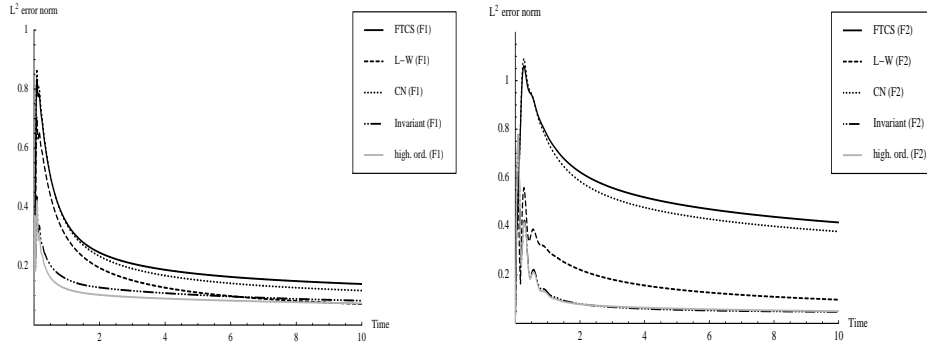 L² error norm
1
0.8
0.6
0.4
0.2
2
4
6
8
10
Time
FTCS (F1)
L-W (F1)
CN (F1)
Invariant (F1)
high. ord. (F1)
L² error norm
1
0.8
0.6
0.4
0.2
2
4
6
8
10
Time
FTCS (F2)
L-W (F2)
CN (F2)
Invariant (F2)
high. ord. (F2)